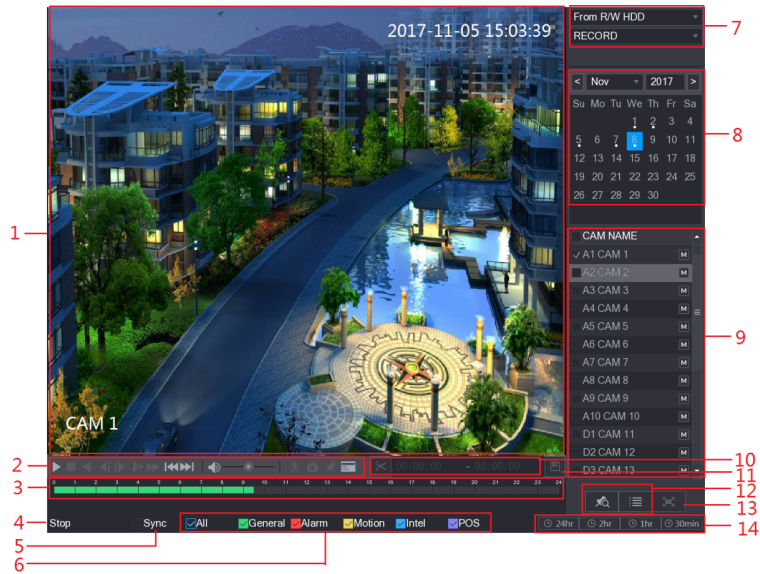 2017-11-05 15:03:39
From R/W HDD
RECORD
7
< Nov 2017 >
Su Mo Tu We Th Fr Sa
1 2 3 4
5 6 7 8 9 10 11
12 13 14 15 16 17 18
19 20 21 22 23 24 25
26 27 28 29 30
8
1
CAM NAME
A1 CAM 1 M
A2 CAM 2 M
A3 CAM 3 M
A4 CAM 4 M
A5 CAM 5 M
A6 CAM 6 M
A7 CAM 7 M
A8 CAM 8 M
A9 CAM 9 M
A10 CAM 10 M
D1 CAM 11 M
D2 CAM 12 M
D3 CAM 13 M
9
CAM 1
2
00:00:00 - 00:00:00
10
11
3
0 1 2 3 4 5 6 7 8 9 10 11 12 13 14 15 16 17 18 19 20 21 22 23 24
12
13
4 Stop Sync All General Alarm Motion Intel POS
24hr 2hr 1hr 30min 14
5
6